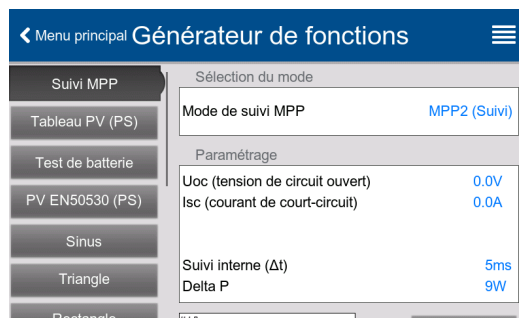 Menu principal Générateur de fonctions
Suivi MPP
Tableau PV (PS)
Test de batterie
PV EN50530 (PS)
Sinus
Triangle
Rectangle
Sélection du mode
Mode de suivi MPP MPP2 (Suivi)
Paramétrage
Uoc (tension de circuit ouvert) 0.0V
Isc (courant de court-circuit) 0.0A
Suivi interne (Δt) 5ms
Delta P 9W